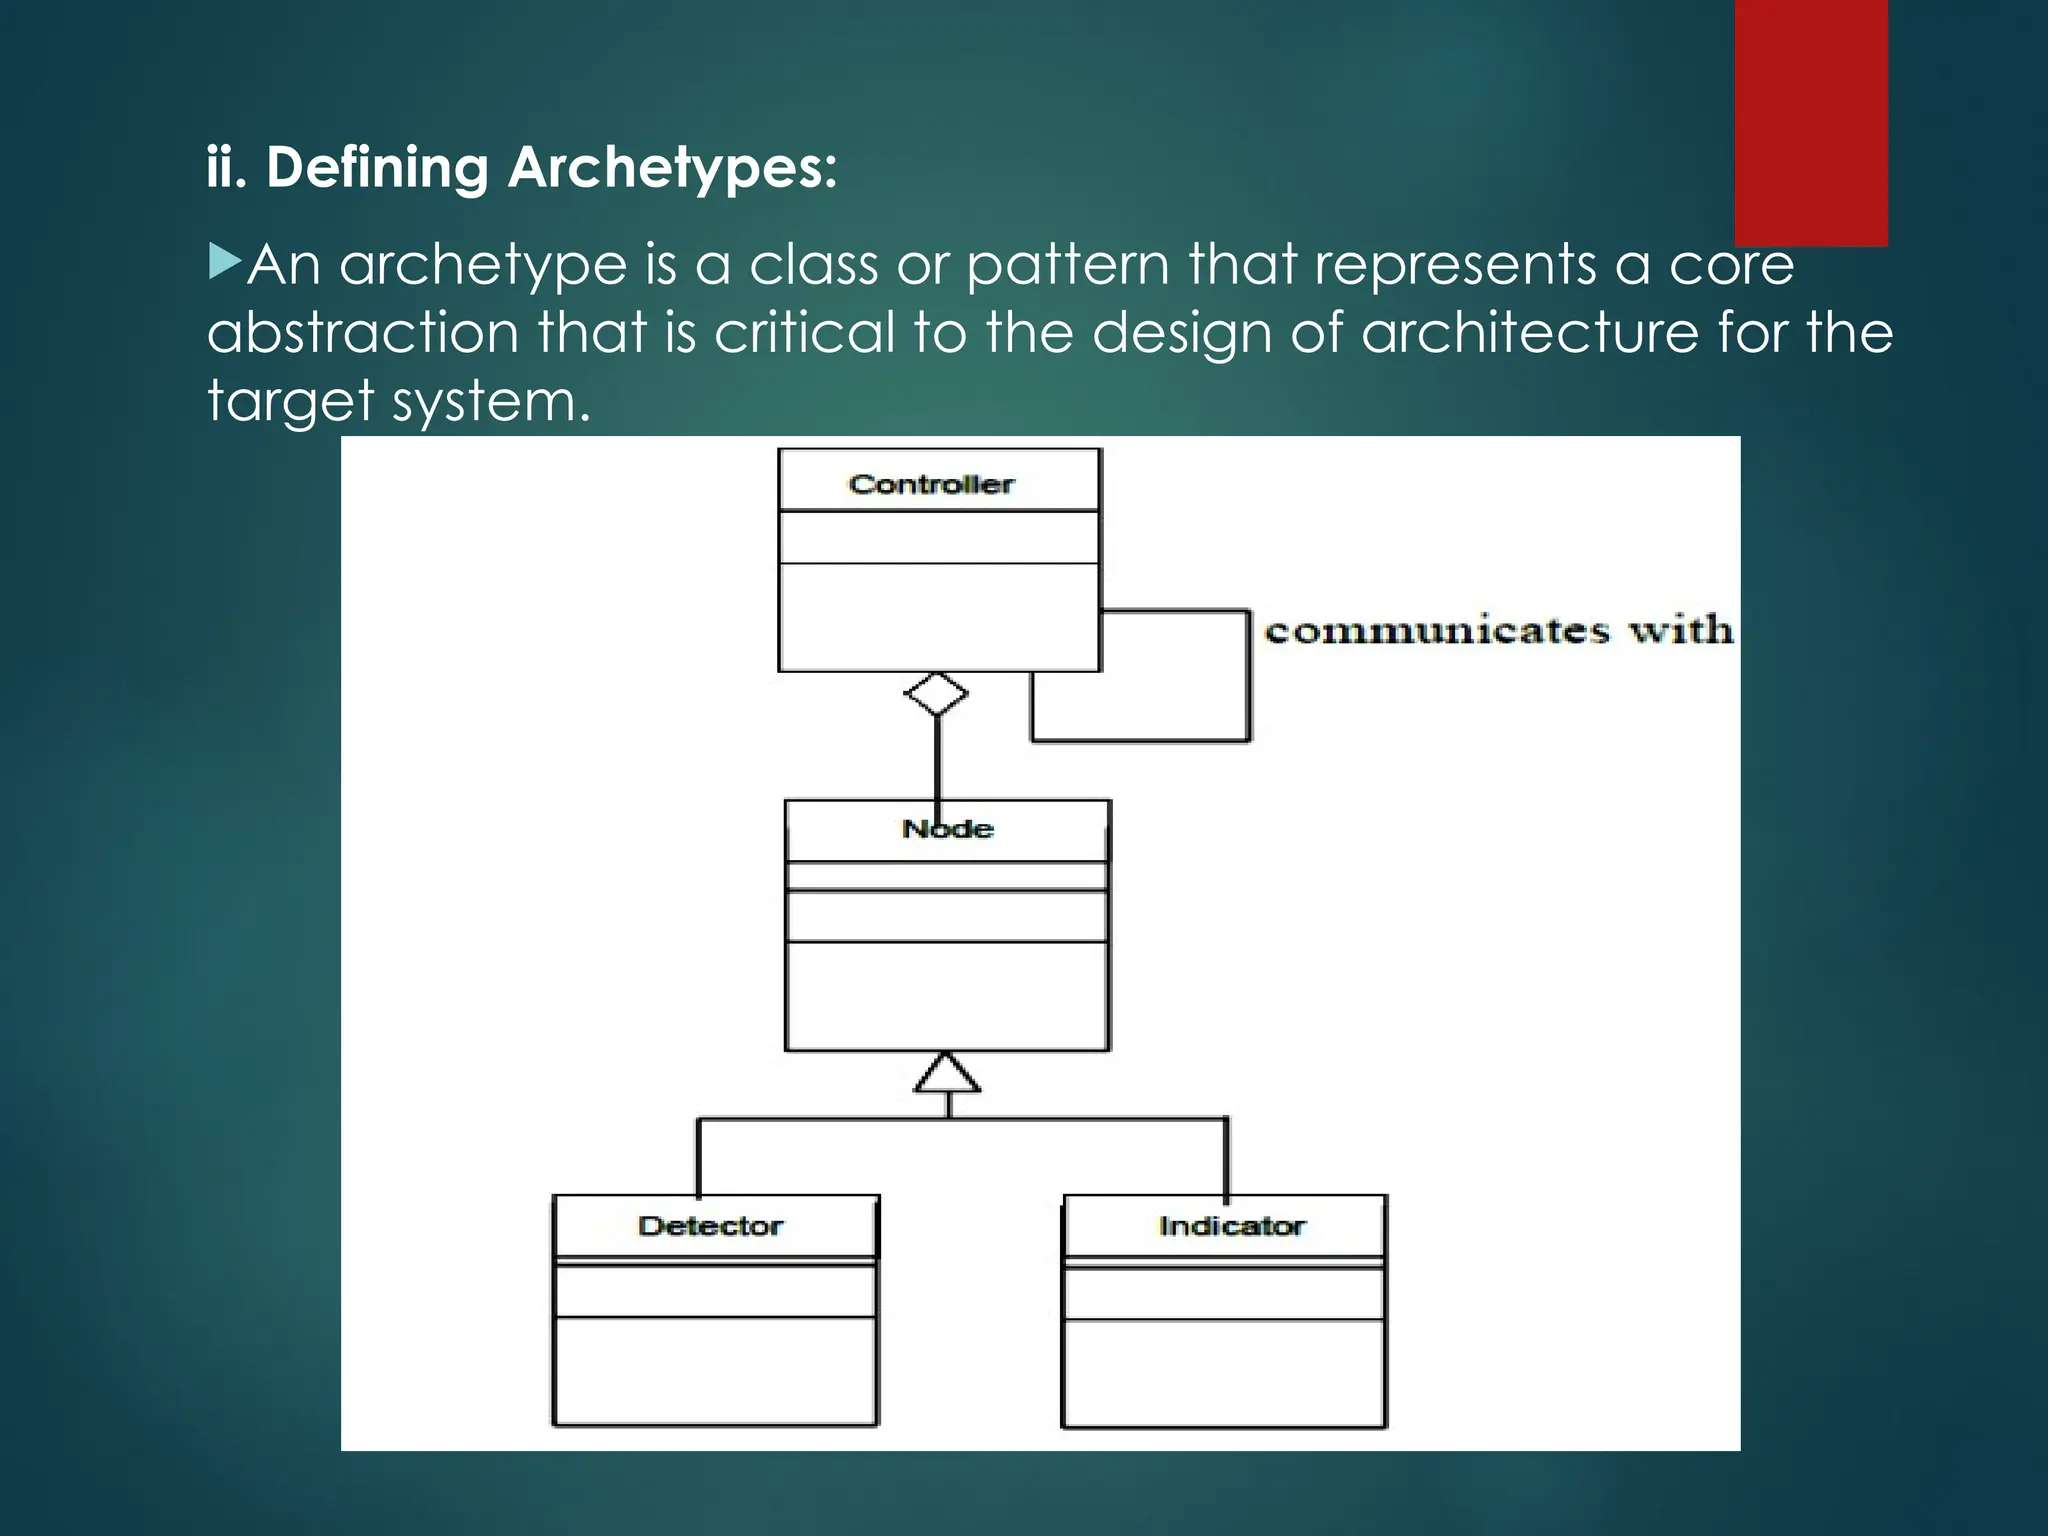 ii. Defining Archetypes:
An archetype is a class or pattern that represents a core
abstraction that is critical to the design of architecture for the
target system.
Controller
communicates with
Node
Detector
Indicator